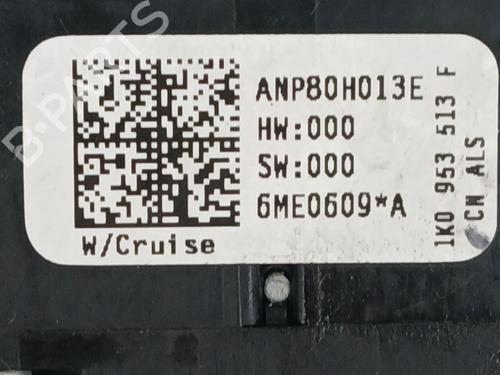 ANP80H013E
HW:000
SW:000
6ME0609*A
W/Cruise
1K0 953 513 F
CN ALS
B-PARTS